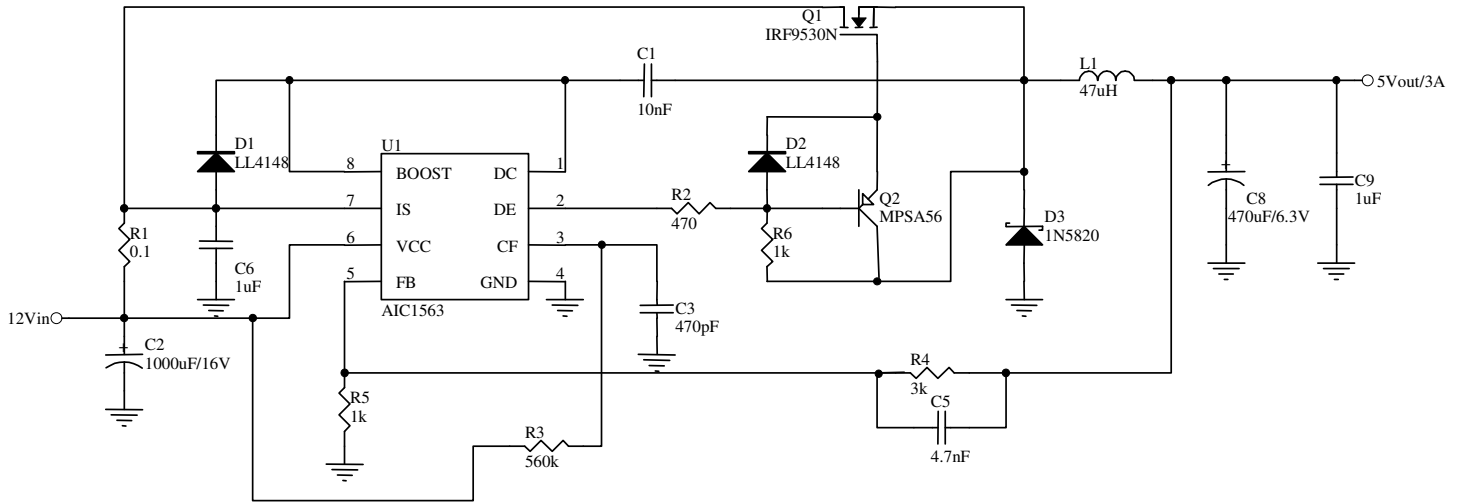 Q1
IRF9530N
C1
10nF
L1
47uH
5Vout/3A
D1
LL4148
U1
8 BOOST DC 1
7 IS DE 2
6 VCC CF 3
5 FB GND 4
AIC1563
D2
LL4148
R2
470
Q2
MPSA56
R6
1k
D3
1N5820
C8
470uF/6.3V
C9
1uF
R1
0.1
C6
1uF
C3
470pF
12Vin
C2
1000uF/16V
R4
3k
C5
4.7nF
R5
1k
R3
560k
+
+